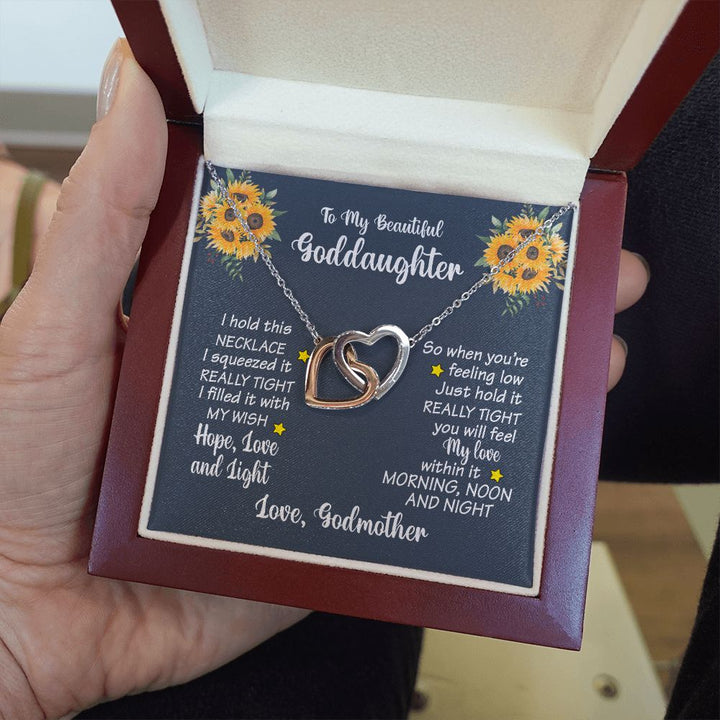 To My Beautiful
Goddaughter
I hold this
NECKLACE
I squeezed it
REALLY TIGHT
I filled it with
MY WISH
Hope, Love
and Light
So when you're
feeling low
Just hold it
REALLY TIGHT
you will feel
My love
within it
MORNING, NOON
AND NIGHT
Love, Godmother